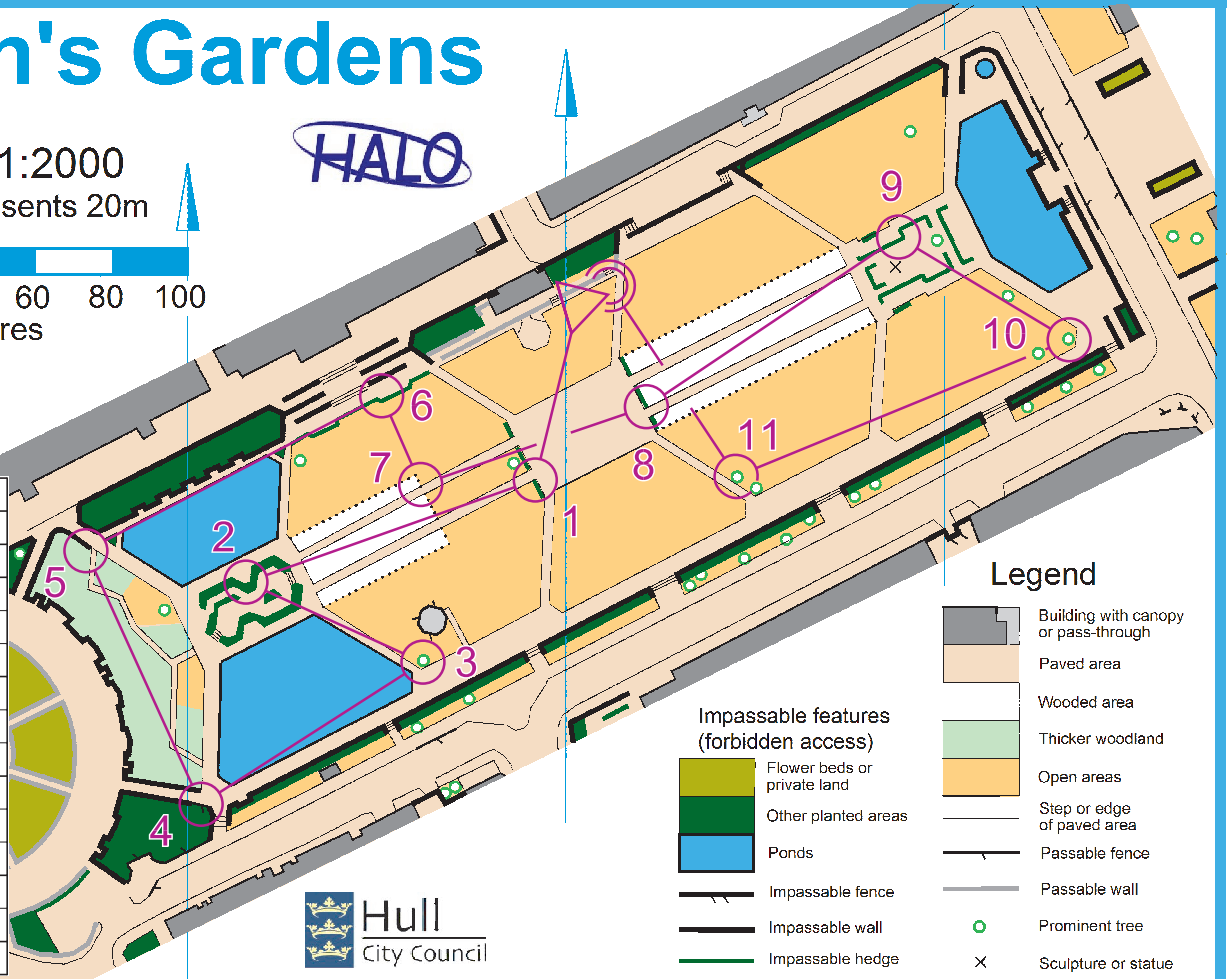 n's Gardens
HALO
1:2000
sents 20m
60 80 100
res
9
10
6
11
7
8
2
1
5
3
4
Legend
Building with canopy
or pass-through
Paved area
Wooded area
Thicker woodland
Open areas
Step or edge
of paved area
Passable fence
Passable wall
Prominent tree
Sculpture or statue
Impassable features
(forbidden access)
Flower beds or
private land
Other planted areas
Ponds
Impassable fence
Impassable wall
Impassable hedge
Hull
City Council